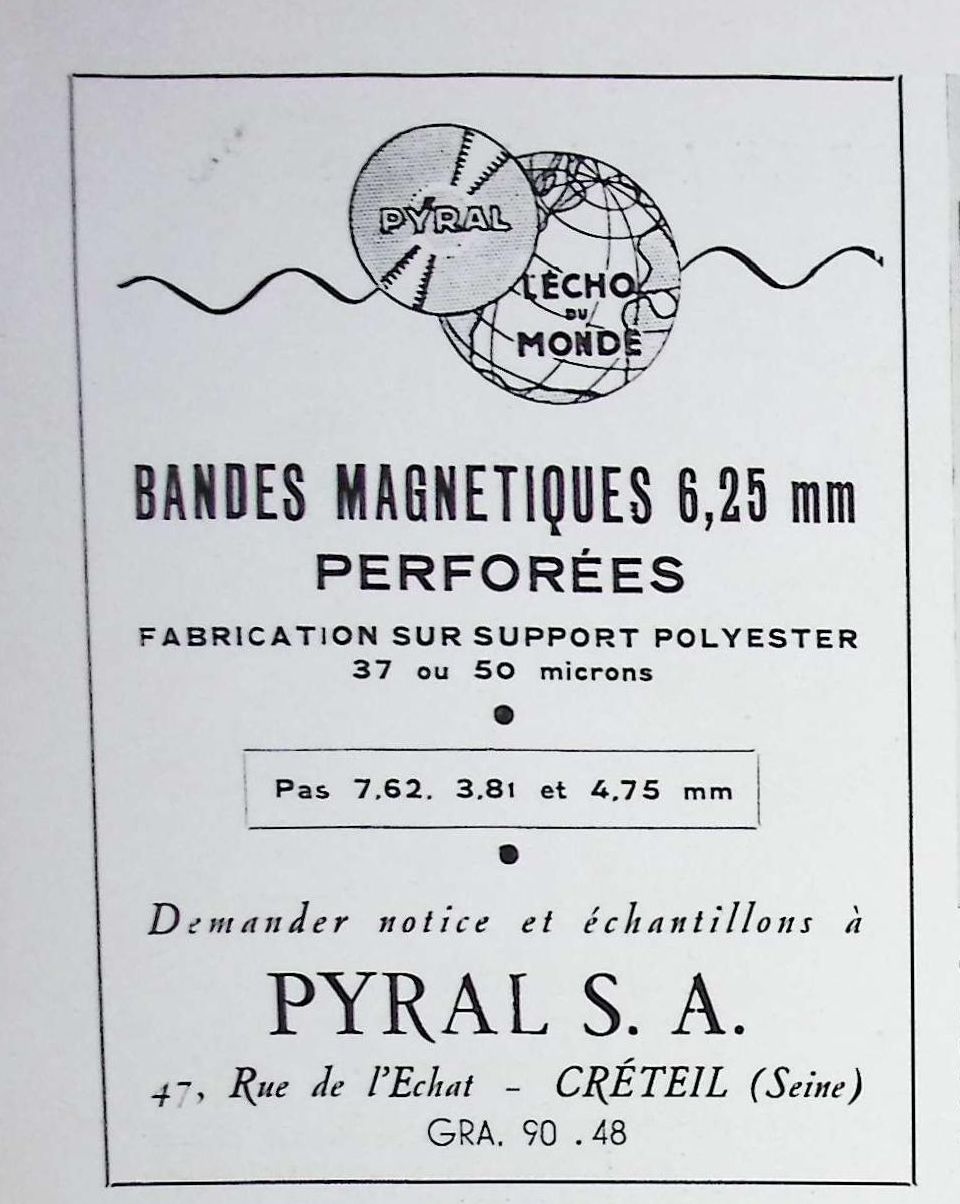 PYRAL
L'ÉCHO
DU
MONDE
BANDES MAGNETIQUES 6,25 mm
PERFORÉES
FABRICATION SUR SUPPORT POLYESTER
37 ou 50 microns
Pas 7,62. 3,81 et 4,75 mm
Demander notice et échantillons à
PYRAL S. A.
47, Rue de l'Echat - CRÉTEIL (Seine)
GRA. 90 .48